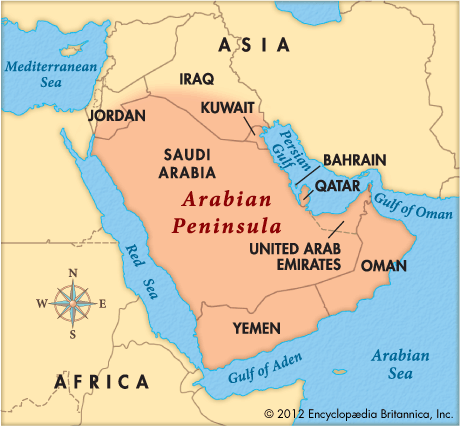 ASIA
Mediterranean
Sea
IRAQ
JORDAN
KUWAIT
Persian
Gulf
SAUDI
ARABIA
BAHRAIN
QATAR
Arabian
Peninsula
Gulf of Oman
UNITED ARAB
EMIRATES
OMAN
Red Sea
N
W E
S
YEMEN
Gulf of Aden
Arabian
Sea
AFRICA
© 2012 Encyclopædia Britannica, Inc.